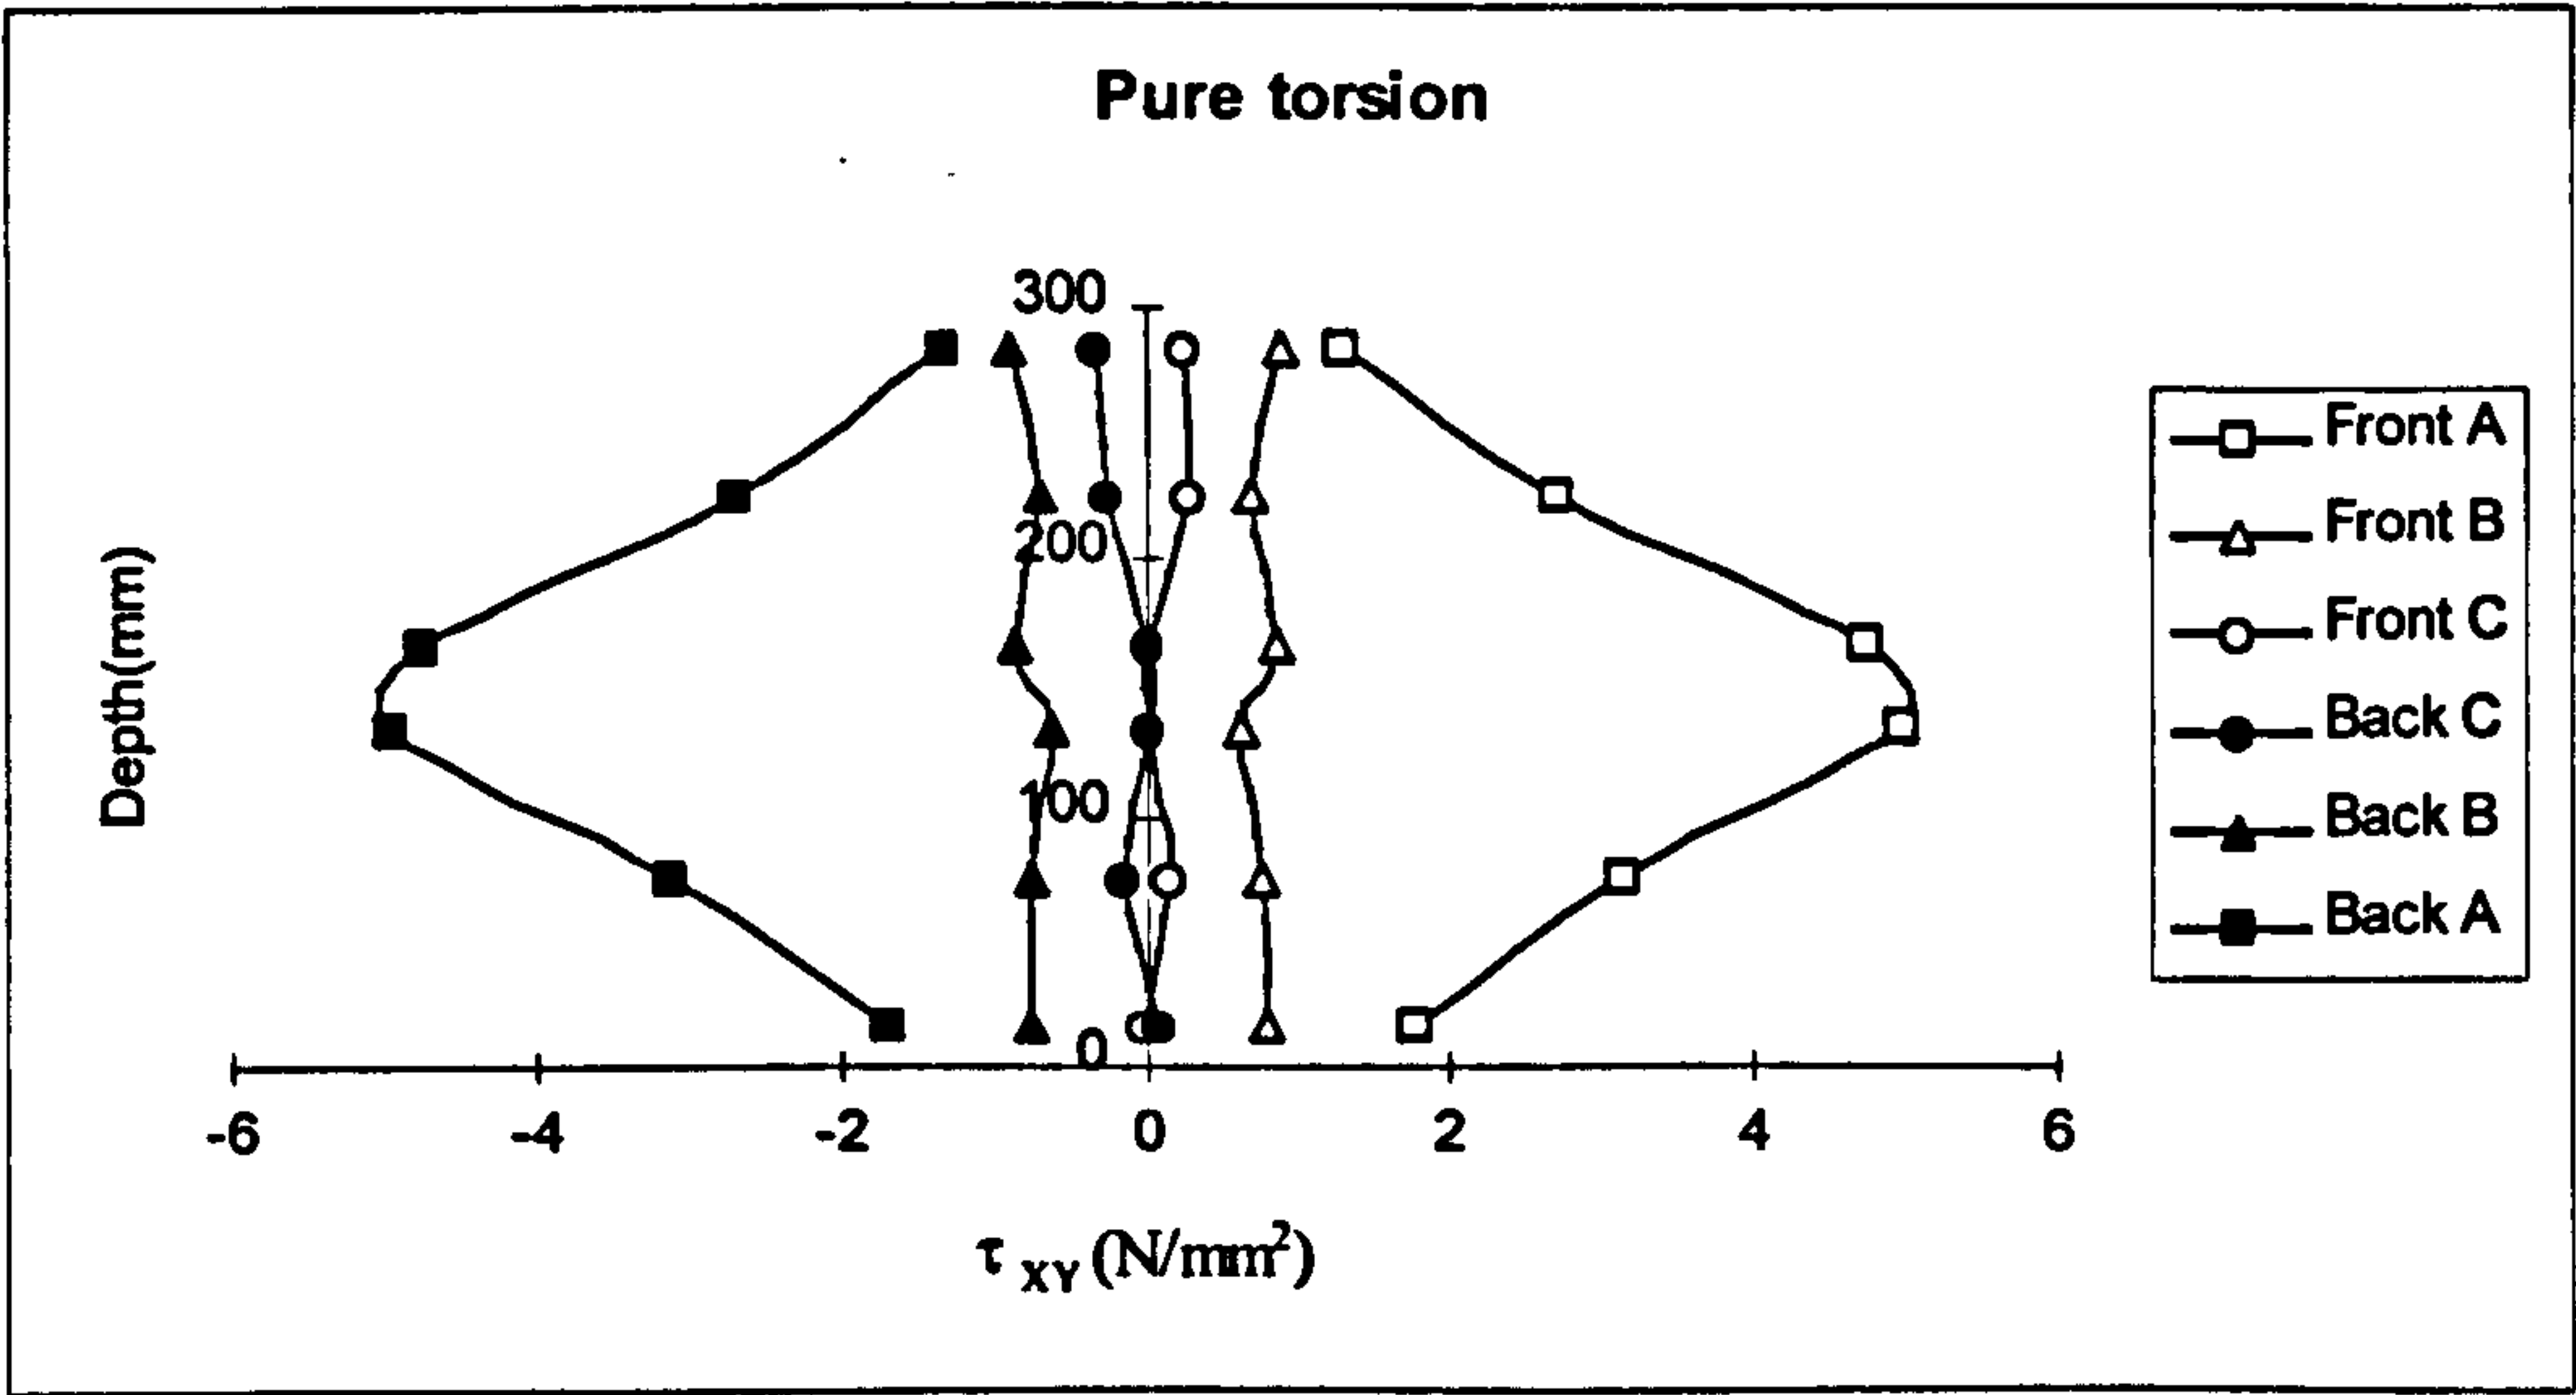 Pure torsion
300
200
100
0
Depth(mm)
-6 -4 -2 0 2 4 6
τ XY (N/mm²)
Front A
Front B
Front C
Back C
Back B
Back A